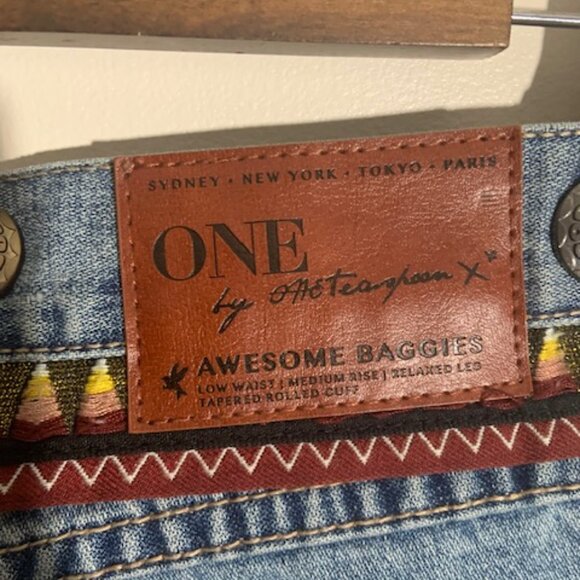 SYDNEY · NEW YORK · TOKYO · PARIS
ONE
by oneteaspoon X
AWESOME BAGGIES
LOW WAIST | MEDIUM RISE | RELAXED LEG
TAPERED ROLLED CUFF